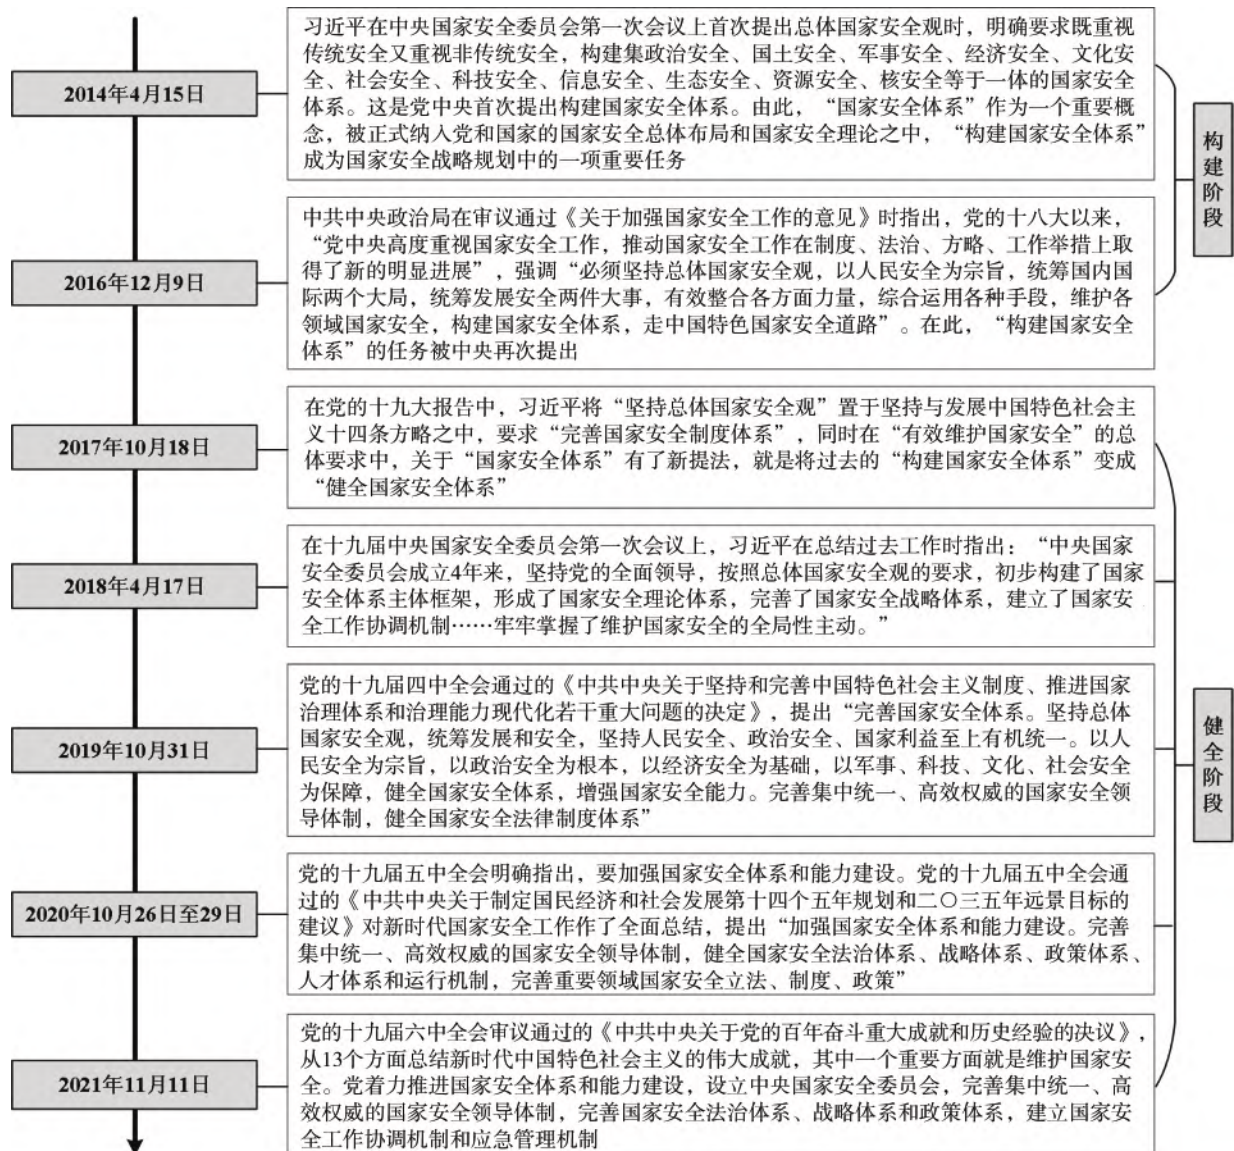 2014年4月15日
习近平在中央国家安全委员会第一次会议上首次提出总体国家安全观时，明确要求既重视
传统安全又重视非传统安全，构建集政治安全、国土安全、军事安全、经济安全、文化安
全、社会安全、科技安全、信息安全、生态安全、资源安全、核安全等于一体的国家安全
体系。这是党中央首次提出构建国家安全体系。由此，“国家安全体系”作为一个重要概
念，被正式纳入党和国家的国家安全总体布局和国家安全理论之中，“构建国家安全体系”
成为国家安全战略规划中的一项重要任务
2016年12月9日
中共中央政治局在审议通过《关于加强国家安全工作的意见》时指出，党的十八大以来，
“党中央高度重视国家安全工作，推动国家安全工作在制度、法治、方略、工作举措上取
得了新的明显进展”，强调“必须坚持总体国家安全观，以人民安全为宗旨，统筹国内国
际两个大局，统筹发展安全两件大事，有效整合各方面力量，综合运用各种手段，维护各
领域国家安全，构建国家安全体系，走中国特色国家安全道路”。在此，“构建国家安全
体系”的任务被中央再次提出
构建阶段
2017年10月18日
在党的十九大报告中，习近平将“坚持总体国家安全观”置于坚持与发展中国特色社会主
义十四条方略之中，要求“完善国家安全制度体系”，同时在“有效维护国家安全”的总
体要求中，关于“国家安全体系”有了新提法，就是将过去的“构建国家安全体系”变成
“健全国家安全体系”
2018年4月17日
在十九届中央国家安全委员会第一次会议上，习近平在总结过去工作时指出：“中央国家
安全委员会成立4年来，坚持党的全面领导，按照总体国家安全观的要求，初步构建了国家
安全体系主体框架，形成了国家安全理论体系，完善了国家安全战略体系，建立了国家安
全工作协调机制……牢牢掌握了维护国家安全的全局性主动。”
2019年10月31日
党的十九届四中全会通过的《中共中央关于坚持和完善中国特色社会主义制度、推进国家
治理体系和治理能力现代化若干重大问题的决定》，提出“完善国家安全体系。坚持总体
国家安全观，统筹发展和安全，坚持人民安全、政治安全、国家利益至上有机统一。以人
民安全为宗旨，以政治安全为根本，以经济安全为基础，以军事、科技、文化、社会安全
为保障，健全国家安全体系，增强国家安全能力。完善集中统一、高效权威的国家安全领
导体制，健全国家安全法律制度体系”
2020年10月26日至29日
党的十九届五中全会明确指出，要加强国家安全体系和能力建设。党的十九届五中全会通
过的《中共中央关于制定国民经济和社会发展第十四个五年规划和二〇三五年远景目标的
建议》对新时代国家安全工作作了全面总结，提出“加强国家安全体系和能力建设。完善
集中统一、高效权威的国家安全领导体制，健全国家安全法治体系、战略体系、政策体系、
人才体系和运行机制，完善重要领域国家安全立法、制度、政策”
2021年11月11日
党的十九届六中全会审议通过的《中共中央关于党的百年奋斗重大成就和历史经验的决议》，
从13个方面总结新时代中国特色社会主义的伟大成就，其中一个重要方面就是维护国家安
全。党着力推进国家安全体系和能力建设，设立中央国家安全委员会，完善集中统一、高
效权威的国家安全领导体制，完善国家安全法治体系、战略体系和政策体系，建立国家安
全工作协调机制和应急管理机制
健全阶段